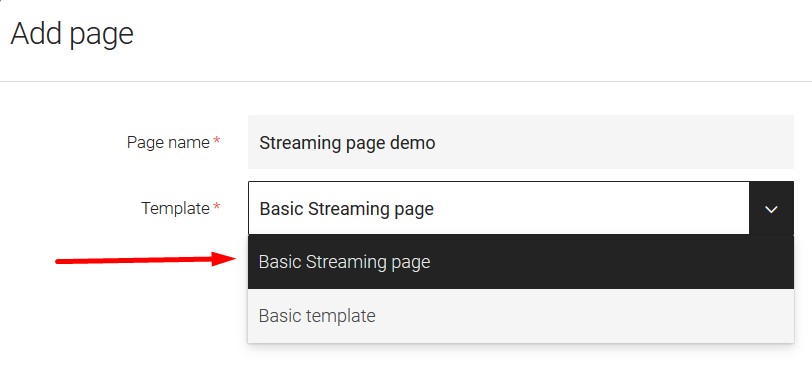 Add page
Page name * Streaming page demo
Template * Basic Streaming page
Basic Streaming page
Basic template